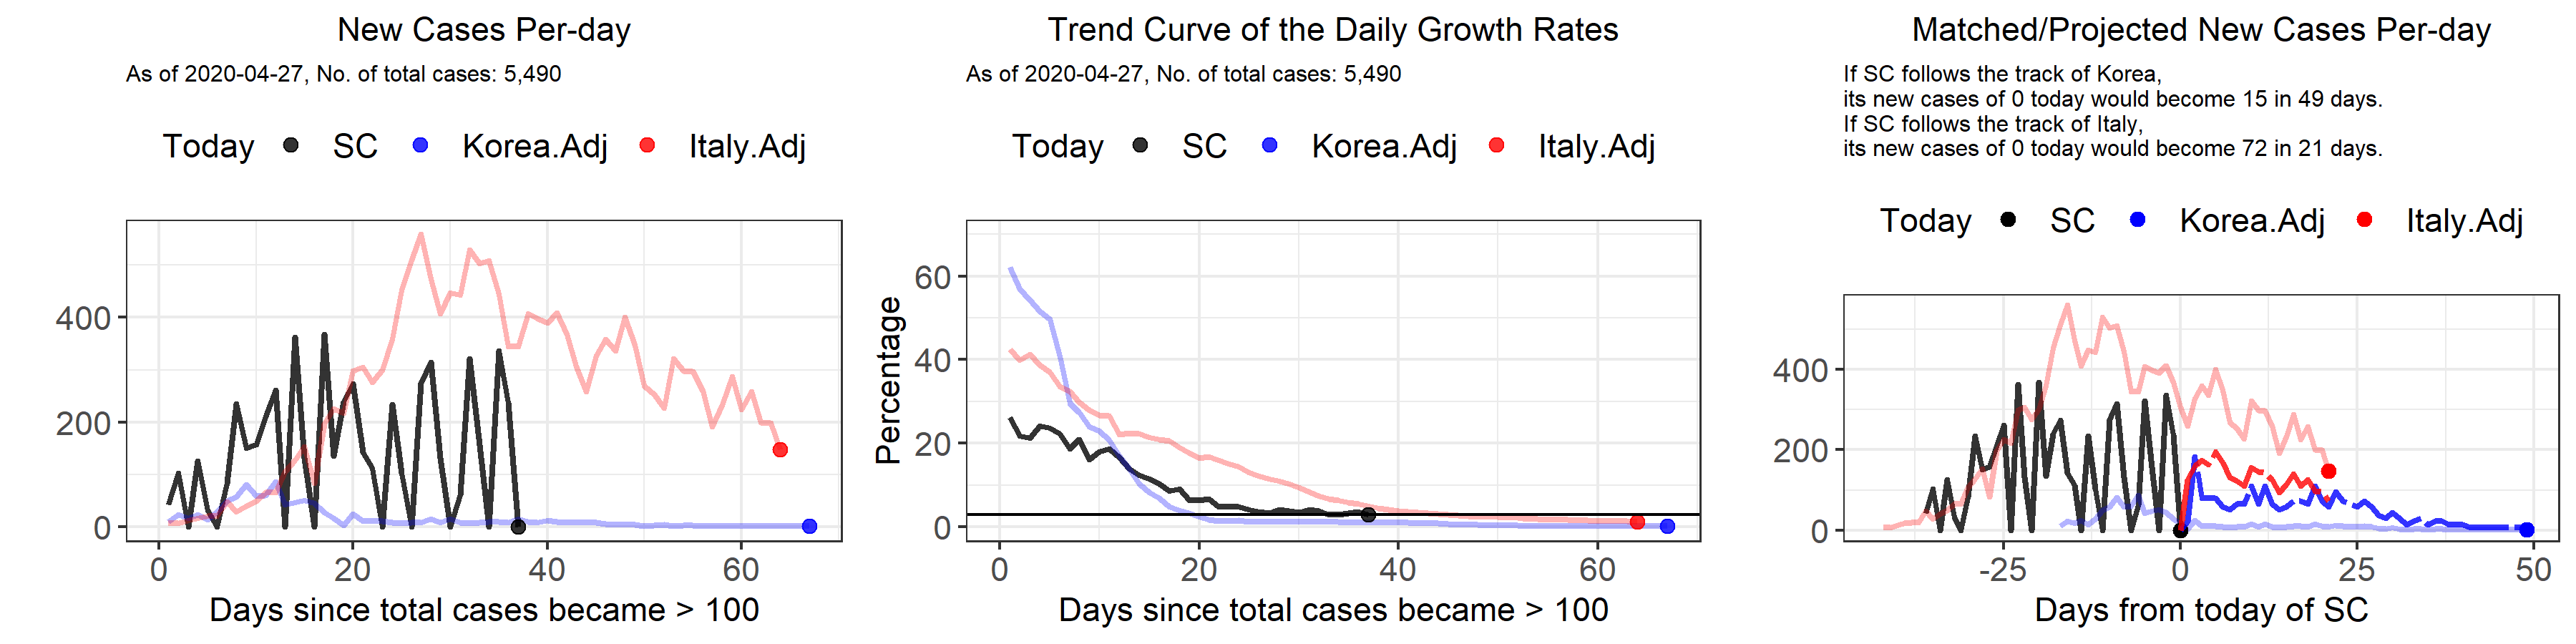 New Cases Per-day
As of 2020-04-27, No. of total cases: 5,490
Today SC Korea.Adj Italy.Adj
400
200
0
0 20 40 60
Days since total cases became > 100
Trend Curve of the Daily Growth Rates
As of 2020-04-27, No. of total cases: 5,490
Today SC Korea.Adj Italy.Adj
Percentage
60
40
20
0
0 20 40 60
Days since total cases became > 100
Matched/Projected New Cases Per-day
If SC follows the track of Korea,
its new cases of 0 today would become 15 in 49 days.
If SC follows the track of Italy,
its new cases of 0 today would become 72 in 21 days.
Today SC Korea.Adj Italy.Adj
400
200
0
-25 0 25 50
Days from today of SC